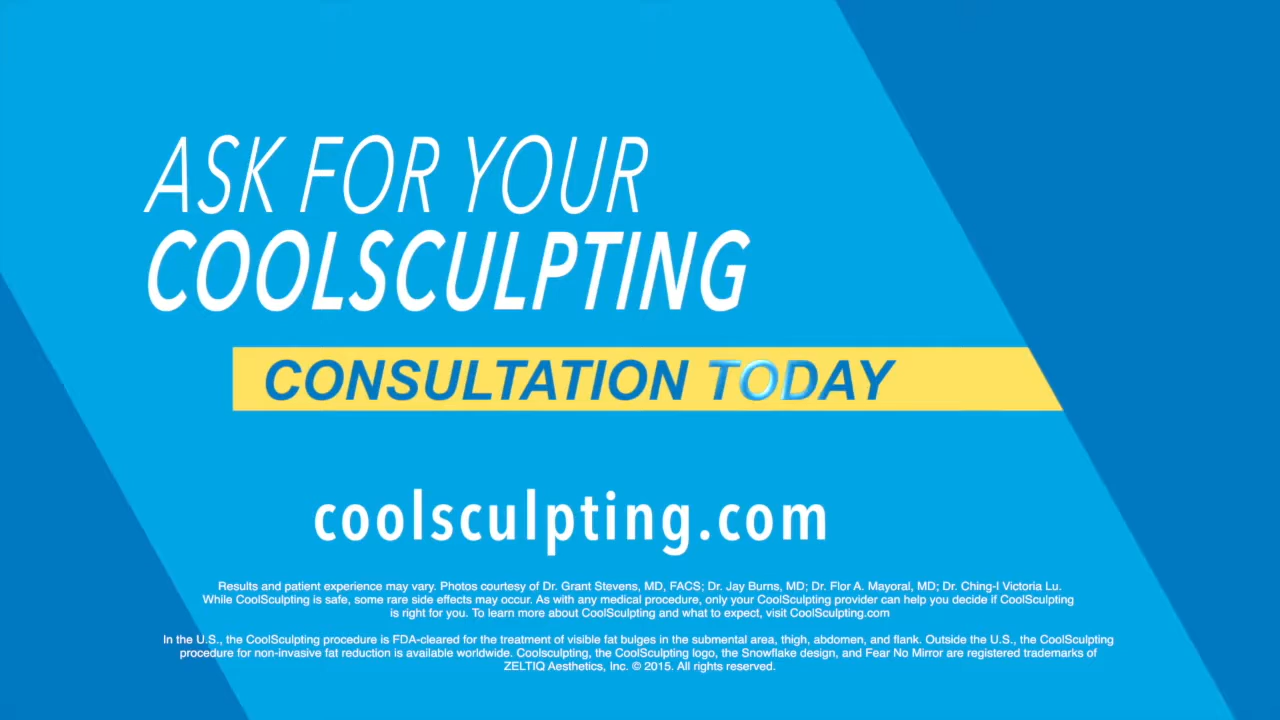 ASK FOR YOUR
COOLSCULPTING
CONSULTATION TODAY
coolsculpting.com
Results and patient experience may vary. Photos courtesy of Dr. Grant Stevens, MD, FACS; Dr. Jay Burns, MD; Dr. Flor A. Mayoral, MD; Dr. Ching-I Victoria Lu.
While CoolSculpting is safe, some rare side effects may occur. As with any medical procedure, only your CoolSculpting provider can help you decide if CoolSculpting
is right for you. To learn more about CoolSculpting and what to expect, visit CoolSculpting.com
In the U.S., the CoolSculpting procedure is FDA-cleared for the treatment of visible fat bulges in the submental area, thigh, abdomen, and flank. Outside the U.S., the CoolSculpting
procedure for non-invasive fat reduction is available worldwide. Coolsculpting, the CoolSculpting logo, the Snowflake design, and Fear No Mirror are registered trademarks of
ZELTIQ Aesthetics, Inc. © 2015. All rights reserved.